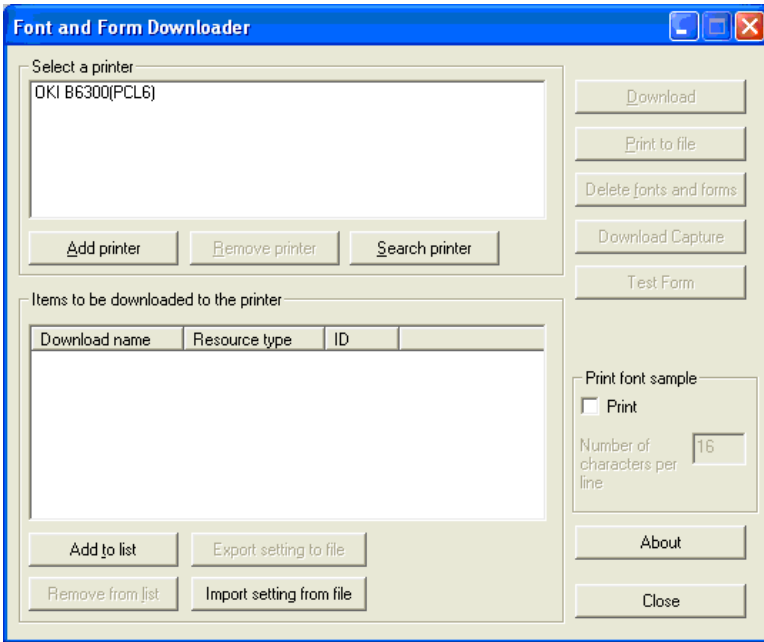 Font and Form Downloader
Select a printer
OKI B6300(PCL6)
Add printer
Remove printer
Search printer
Download
Print to file
Delete fonts and forms
Download Capture
Test Form
Items to be downloaded to the printer
Download name Resource type ID
Print font sample
Print
Number of 16
characters per
line
Add to list
Export setting to file
Remove from list
Import setting from file
About
Close